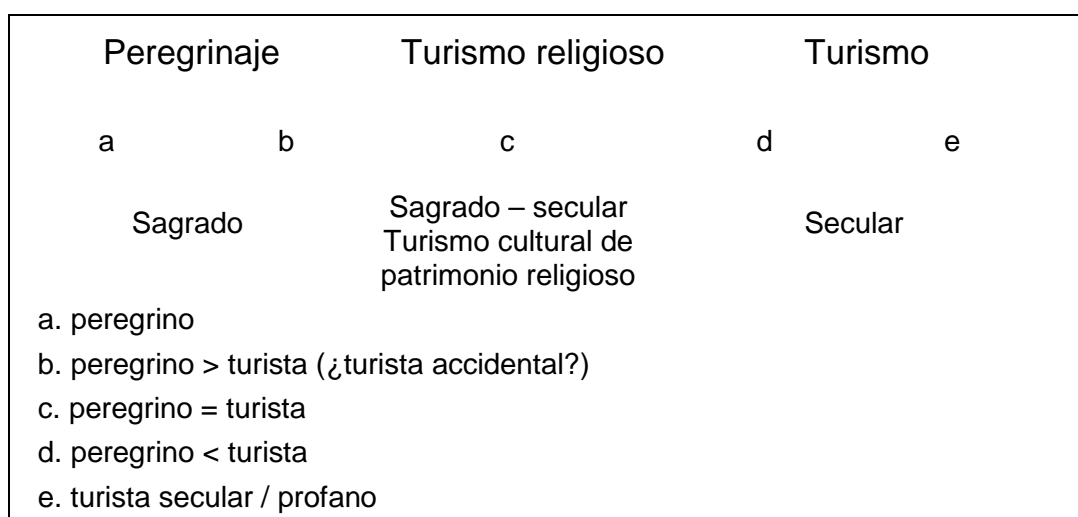 Peregrinaje Turismo religioso Turismo
a b c d e
Sagrado
Sagrado – secular
Turismo cultural de
patrimonio religioso
Secular
a. peregrino
b. peregrino > turista (¿turista accidental?)
c. peregrino = turista
d. peregrino < turista
e. turista secular / profano